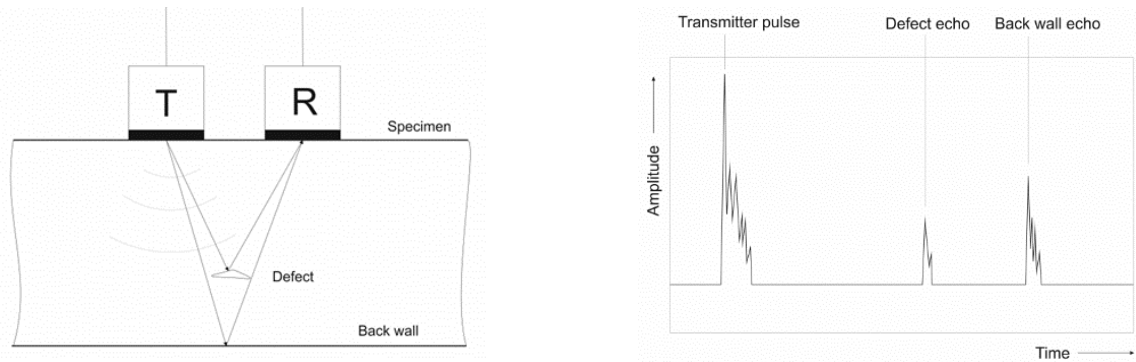 T
R
Specimen
Defect
Back wall
Transmitter pulse
Defect echo
Back wall echo
Amplitude
Time